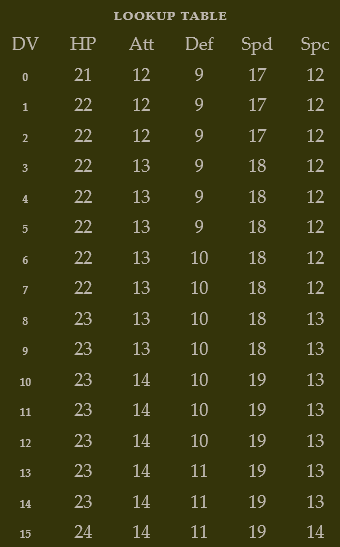 LOOKUP TABLE
DV HP Att Def Spd Spc
0 21 12 9 17 12
1 22 12 9 17 12
2 22 12 9 17 12
3 22 13 9 18 12
4 22 13 9 18 12
5 22 13 9 18 12
6 22 13 10 18 12
7 22 13 10 18 12
8 23 13 10 18 13
9 23 13 10 18 13
10 23 14 10 19 13
11 23 14 10 19 13
12 23 14 10 19 13
13 23 14 11 19 13
14 23 14 11 19 13
15 24 14 11 19 14